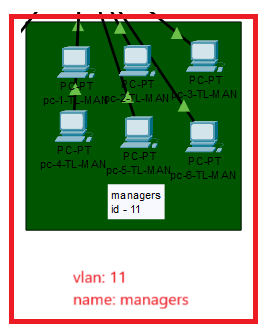 PC-PT
pc-1-TL-MAN
PC-PT
pc-2-TL-MAN
PC-PT
pc-3-TL-MAN
PC-PT
pc-4-TL-MAN
PC-PT
pc-5-TL-MAN
PC-PT
pc-6-TL-MAN
managers
id - 11
vlan: 11
name: managers